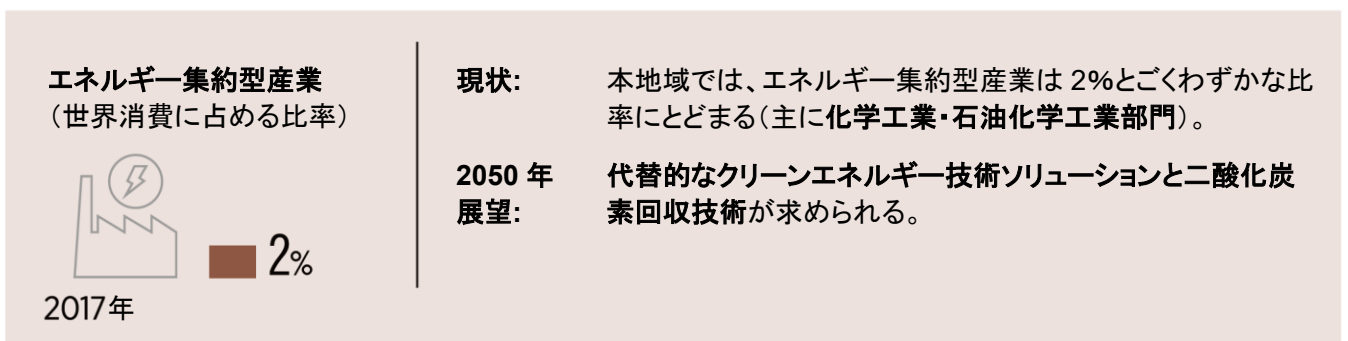 エネルギー集約型産業
（世界消費に占める比率）
2%
2017年
現状:
本地域では、エネルギー集約型産業は 2%とごくわずかな比
率にとどまる（主に化学工業・石油化学工業部門）。
2050 年
展望:
代替的なクリーンエネルギー技術ソリューションと二酸化炭
素回収技術が求められる。